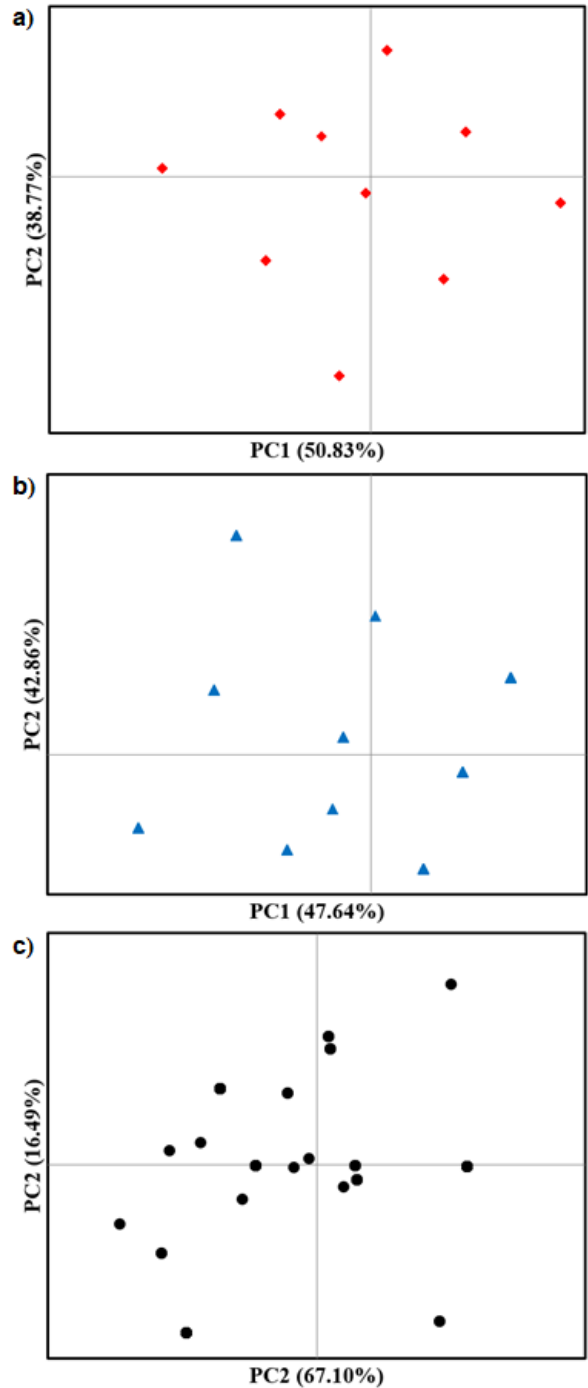 a)
PC2 (38.77%)
PC1 (50.83%)
b)
PC2 (42.86%)
PC1 (47.64%)
c)
PC2 (16.49%)
PC2 (67.10%)